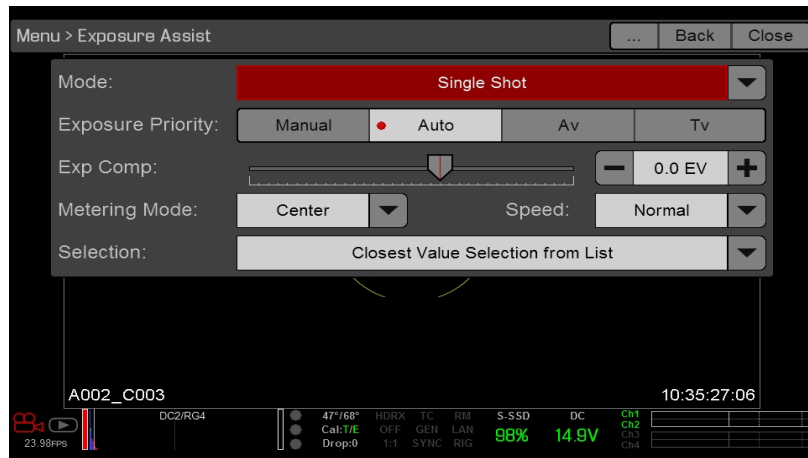 Menu > Exposure Assist ... Back Close
Mode: Single Shot
Exposure Priority: Manual Auto Av Tv
Exp Comp: 0.0 EV
Metering Mode: Center Speed: Normal
Selection: Closest Value Selection from List
A002_C003 10:35:27:06
DC2/RG4 47°/68° HDRX TC RM S-SSD DC Ch1
Cal:T/E OFF GEN LAN 98% 14.9V Ch2
23.98FPS Drop:0 1:1 SYNC RIG Ch3
Ch4